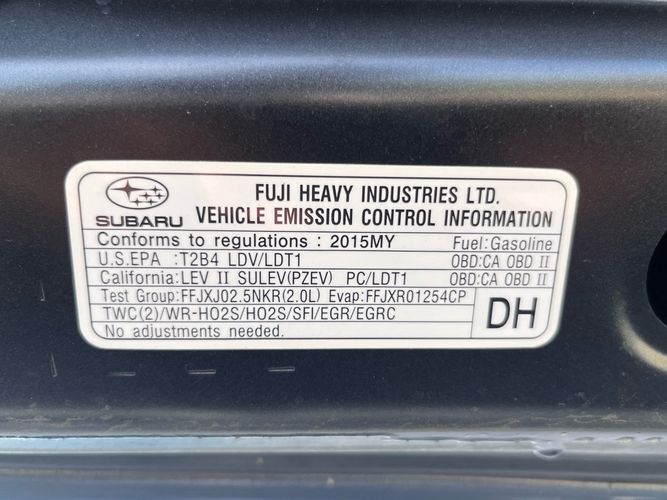 FUJI HEAVY INDUSTRIES LTD.
SUBARU VEHICLE EMISSION CONTROL INFORMATION
Conforms to regulations : 2015MY Fuel:Gasoline
U.S.EPA :T2B4 LDV/LDT1 OBD:CA OBD II
California:LEV II SULEV(PZEV) PC/LDT1 OBD:CA OBD II
Test Group:FFJXJ02.5NKR(2.0L) Evap:FFJXR01254CP
TWC(2)/WR-HO2S/HO2S/SFI/EGR/EGRC
DH
No adjustments needed.